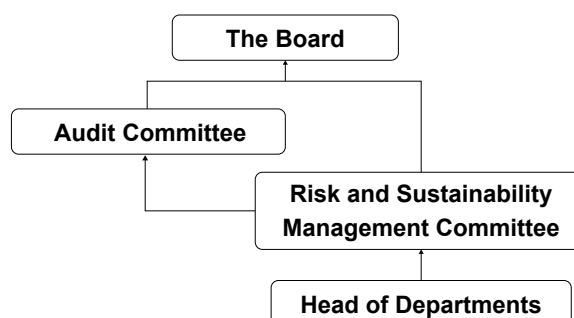 The Board
Audit Committee
Risk and Sustainability
Management Committee
Head of Departments